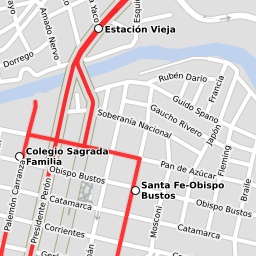 Amado Nervo
Yaco
Esqui
Estación Vieja
Dorrego
Rubén Darío
Francia
Guido Spano
Soberanía Nacional
Gaucho Rivero
Japón
Colegio Sagrada
Familia
Pan de Azúcar
Fleming
Obispo Bustos
Santa Fe-Obispo
Bustos
Braile
Palemón Carranza
Presidente Perón
Catamarca
Mosconi
Obispo Bustos
Catamarca
Corrientes